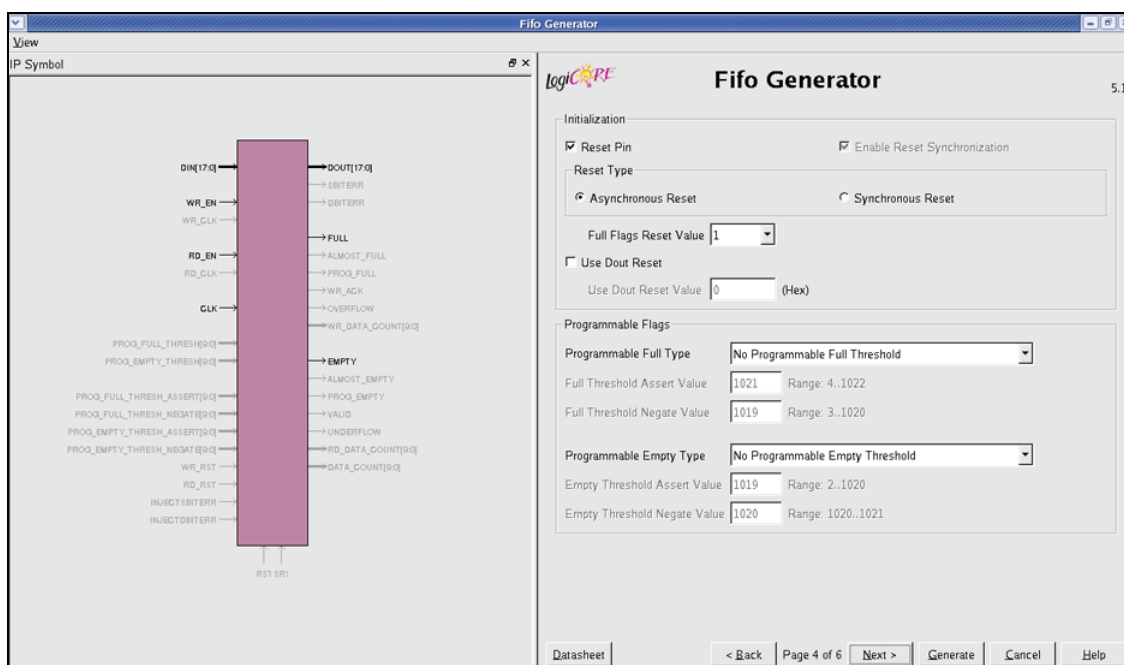 Fifo Generator
View
IP Symbol
DIN[17:0]
WR_EN
WR_CLK
RD_EN
RD_CLK
CLK
PROG_FULL_THRESH[9:0]
PROG_EMPTY_THRESH[9:0]
PROG_FULL_THRESH_ASSERT[9:0]
PROG_FULL_THRESH_NEGATE[9:0]
PROG_EMPTY_THRESH_ASSERT[9:0]
PROG_EMPTY_THRESH_NEGATE[9:0]
WR_RST
RD_RST
INJECTSBITERR
INJECTDBITERR
DOUT[17:0]
SBITERR
DBITERR
FULL
ALMOST_FULL
PROG_FULL
WR_ACK
OVERFLOW
WR_DATA_COUNT[9:0]
EMPTY
ALMOST_EMPTY
PROG_EMPTY
VALID
UNDERFLOW
RD_DATA_COUNT[9:0]
DATA_COUNT[9:0]
RST
logiCORE
Fifo Generator
5.1
Initialization
Reset Pin Enable Reset Synchronization
Reset Type
Asynchronous Reset Synchronous Reset
Full Flags Reset Value 1
Use Dout Reset
Use Dout Reset Value 0 (Hex)
Programmable Flags
Programmable Full Type No Programmable Full Threshold
Full Threshold Assert Value 1021 Range: 4..1022
Full Threshold Negate Value 1019 Range: 3..1020
Programmable Empty Type No Programmable Empty Threshold
Empty Threshold Assert Value 1019 Range: 2..1020
Empty Threshold Negate Value 1020 Range: 1020..1021
Datasheet < Back Page 4 of 6 Next > Generate Cancel Help